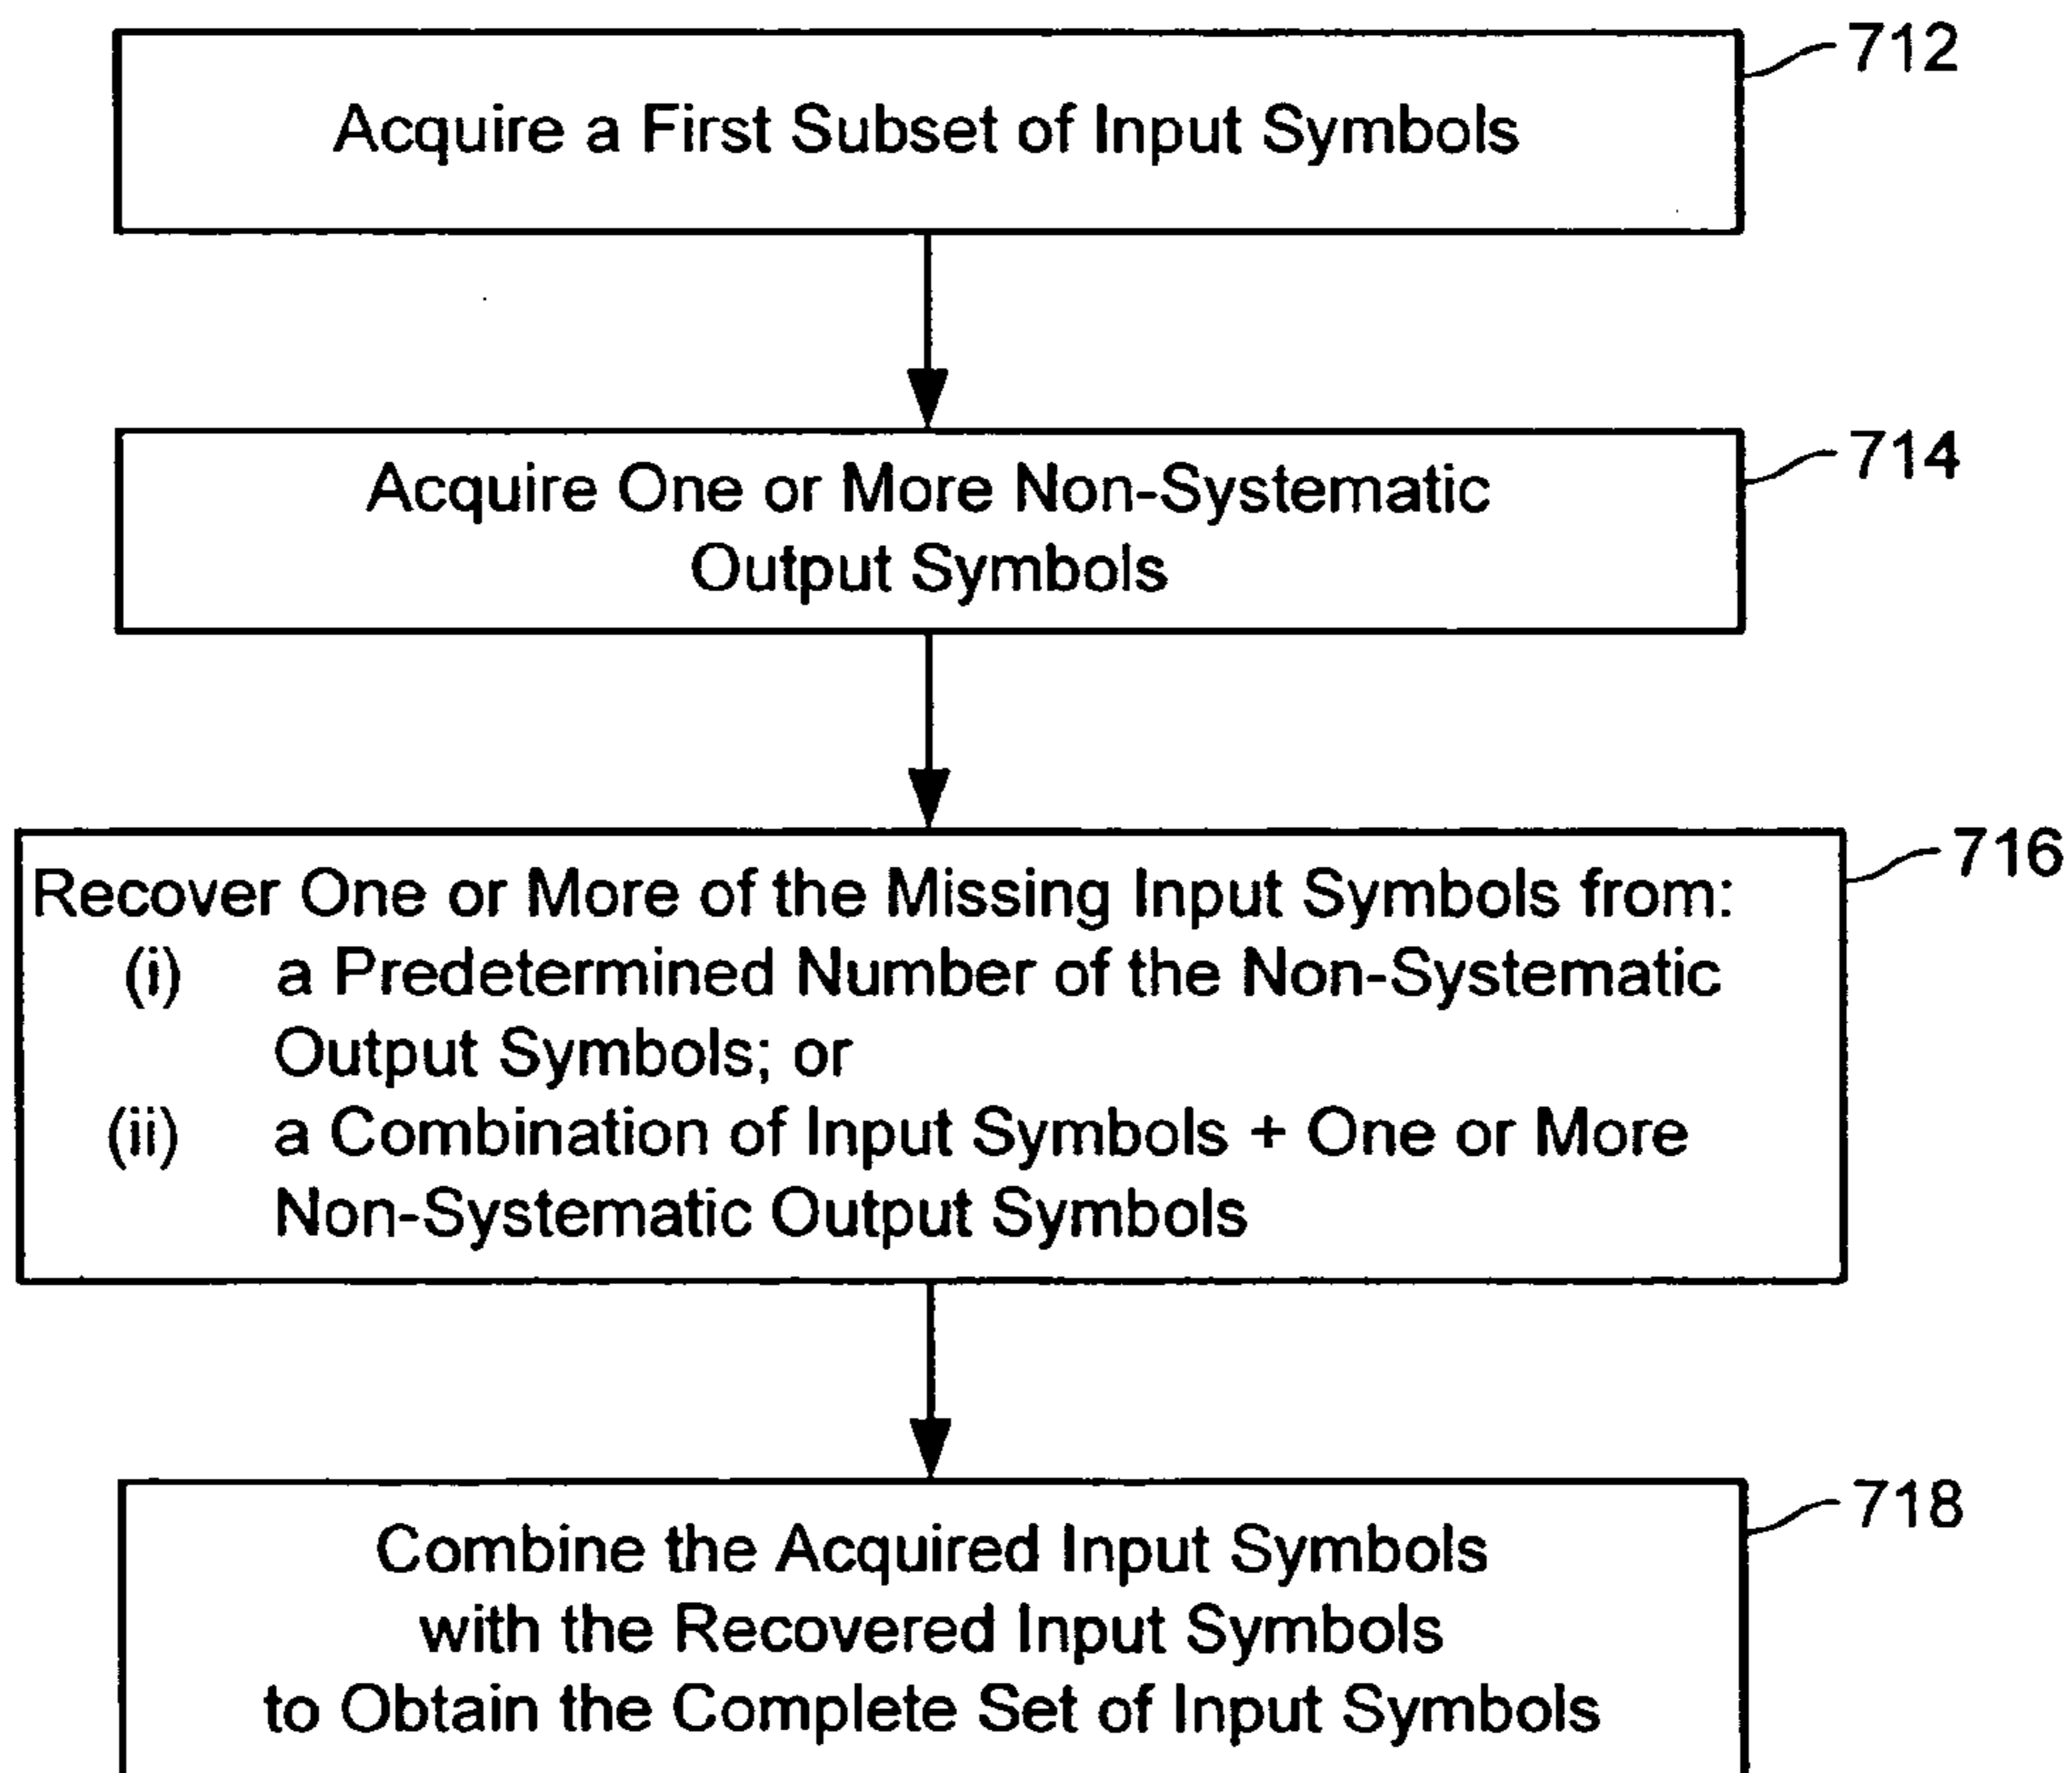 712
Acquire a First Subset of Input Symbols
714
Acquire One or More Non-Systematic
Output Symbols
716
Recover One or More of the Missing Input Symbols from:
(i) a Predetermined Number of the Non-Systematic
Output Symbols; or
(ii) a Combination of Input Symbols + One or More
Non-Systematic Output Symbols
718
Combine the Acquired Input Symbols
with the Recovered Input Symbols
to Obtain the Complete Set of Input Symbols